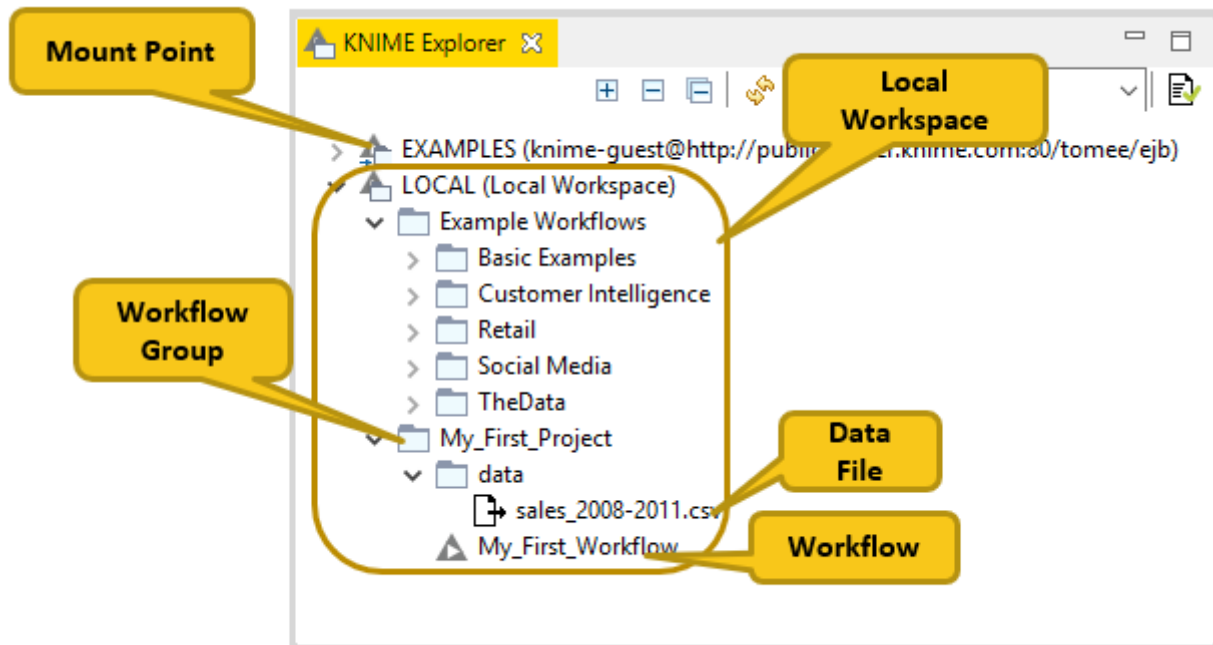 Mount Point
KNIME Explorer
Local
Workspace
EXAMPLES (knime-guest@http://public er.knime.com:80/tomee/ejb)
LOCAL (Local Workspace)
Example Workflows
Basic Examples
Customer Intelligence
Workflow
Group
Retail
Social Media
TheData
My_First_Project
Data
File
data
sales_2008-2011.csv
My_First_Workflow
Workflow